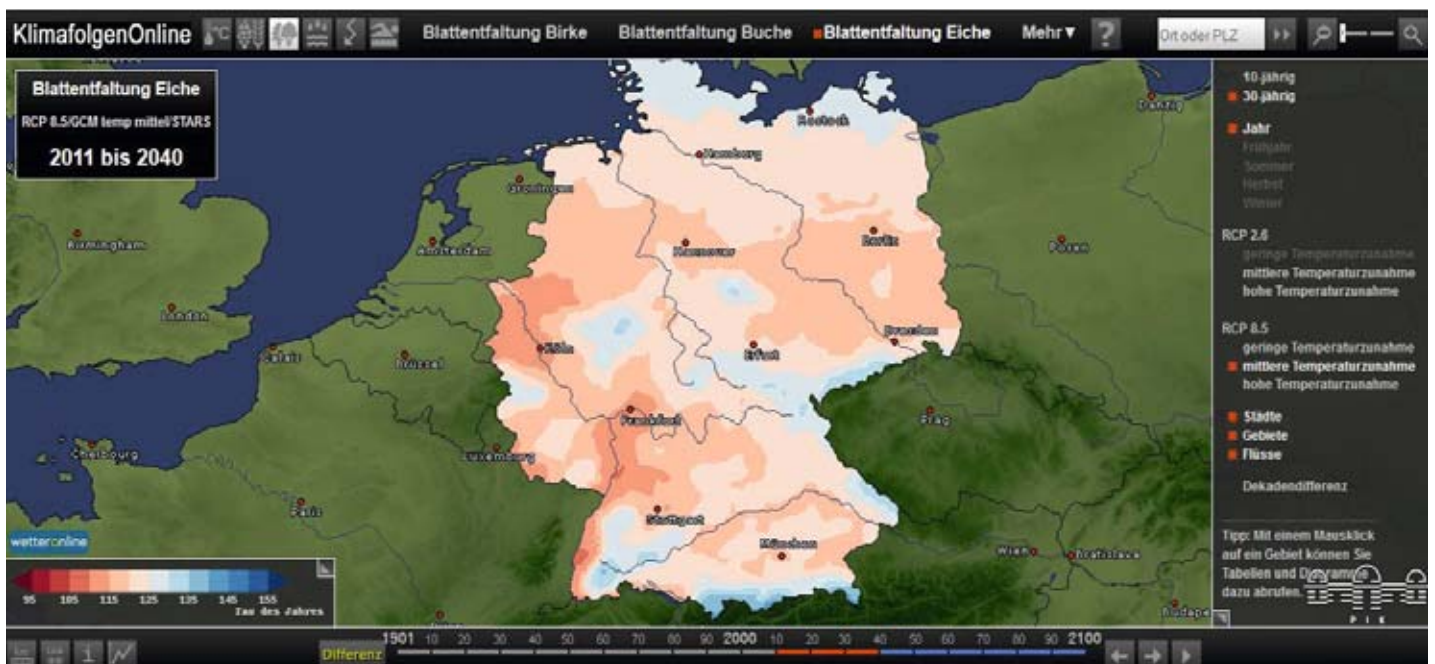 KlimafolgenOnline
°C
Blattentfaltung Birke
Blattentfaltung Buche
Blattentfaltung Eiche
Mehr▼
?
Ort oder PLZ
Blattentfaltung Eiche
RCP 8.5/GCM temp mittel/STARS
2011 bis 2040
10-jährig
30-jährig
Jahr
Frühjahr
Sommer
Herbst
Winter
RCP 2.6
geringe Temperaturzunahme
mittlere Temperaturzunahme
hohe Temperaturzunahme
RCP 8.5
geringe Temperaturzunahme
mittlere Temperaturzunahme
hohe Temperaturzunahme
Städte
Gebiete
Flüsse
Dekadendifferenz
Tipp: Mit einem Mausklick
auf ein Gebiet können Sie
Tabellen und Diagramme
dazu abrufen.
P I K
Danzig
Rostock
Hamburg
Groningen
Birmingham
Amsterdam
Hannover
Berlin
Posen
London
Calais
Brüssel
Köln
Erfurt
Dresden
Frankfurt
Prag
Cherbourg
Luxemburg
Paris
Stuttgart
München
Wien
Bratislava
Budape
wetteronline
95 105 115 125 135 145 155
Tag des Jahres
Differenz
1901 10 20 30 40 50 60 70 80 90 2000 10 20 30 40 50 60 70 80 90 2100